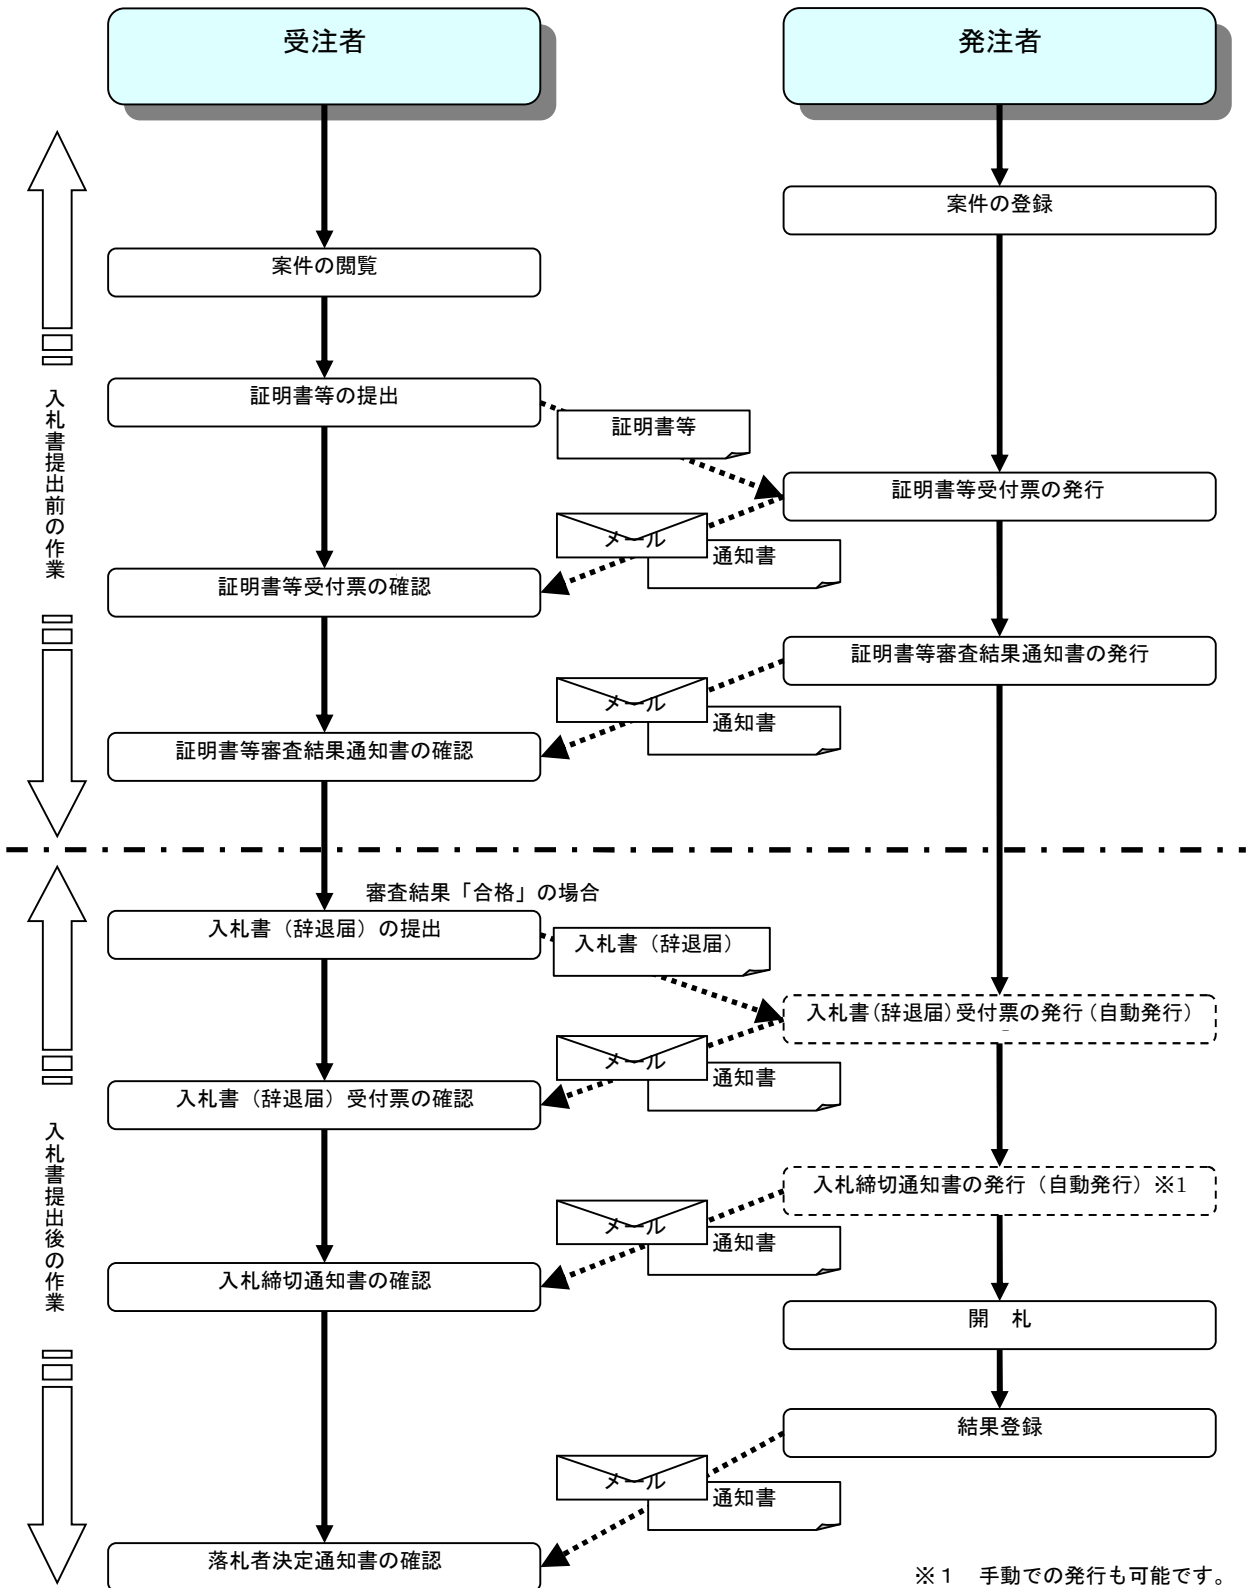 受注者
発注者
案件の登録
案件の閲覧
証明書等の提出
証明書等
証明書等受付票の発行
メール
通知書
証明書等受付票の確認
証明書等審査結果通知書の発行
メール
通知書
証明書等審査結果通知書の確認
入札書提出前の作業
審査結果「合格」の場合
入札書（辞退届）の提出
入札書（辞退届）
入札書(辞退届)受付票の発行(自動発行)
メール
通知書
入札書（辞退届）受付票の確認
入札書提出後の作業
入札締切通知書の発行（自動発行）※1
メール
通知書
入札締切通知書の確認
開　札
結果登録
メール
通知書
落札者決定通知書の確認
※１　手動での発行も可能です。